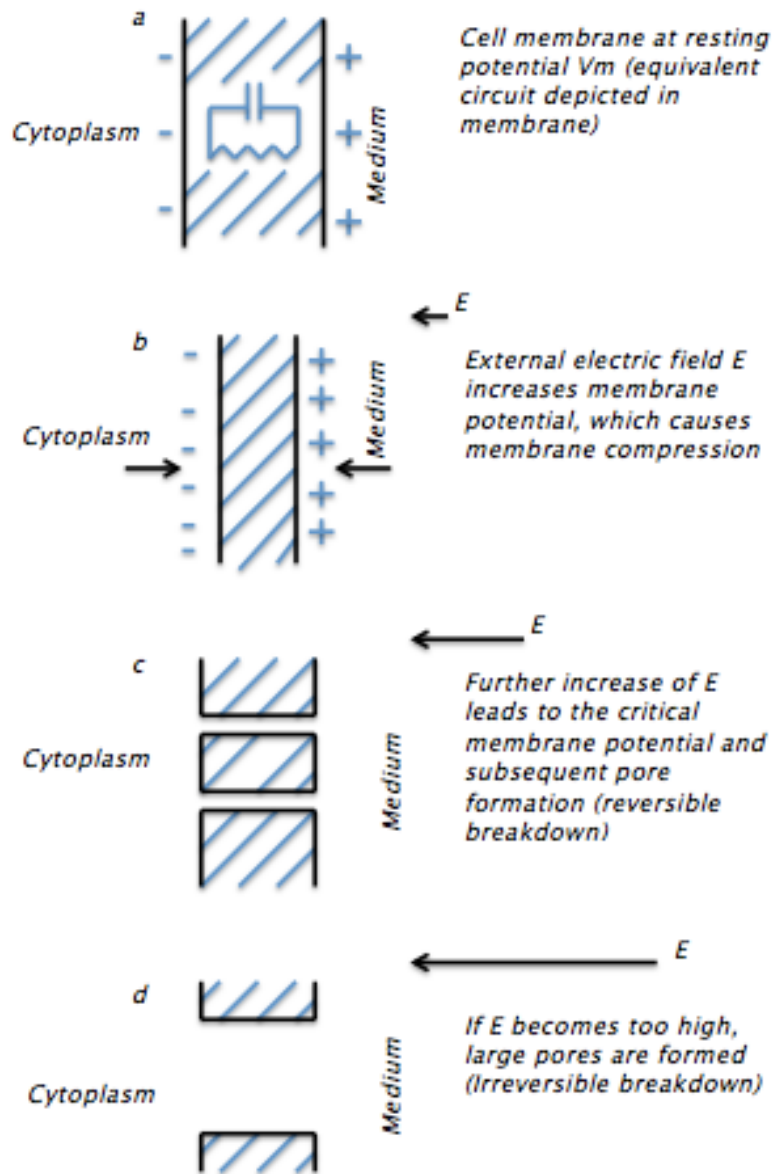 a
Cell membrane at resting
potential Vm (equivalent
circuit depicted in
membrane)
Cytoplasm
Medium
E
b
External electric field E
increases membrane
potential, which causes
membrane compression
Cytoplasm
Medium
E
c
Further increase of E
leads to the critical
membrane potential and
subsequent pore
formation (reversible
breakdown)
Cytoplasm
Medium
E
d
If E becomes too high,
large pores are formed
(Irreversible breakdown)
Cytoplasm
Medium